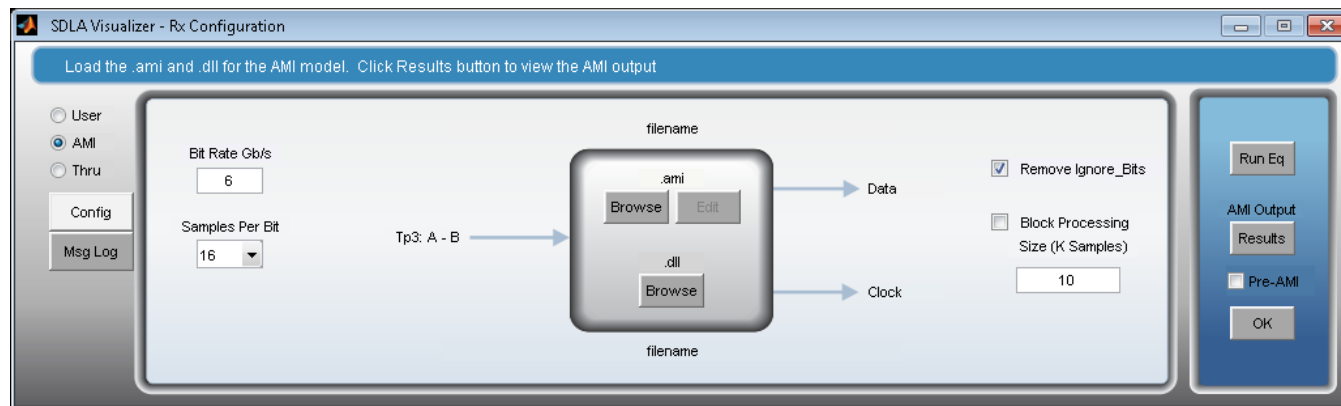 SDLA Visualizer - Rx Configuration
Load the .ami and .dll for the AMI model. Click Results button to view the AMI output
User
AMI
Thru
Config
Msg Log
Bit Rate Gb/s
6
Samples Per Bit
16
Tp3: A - B
filename
.ami
Browse
Edit
.dll
Browse
filename
Data
Clock
Remove Ignore_Bits
Block Processing
Size (K Samples)
10
Run Eq
AMI Output
Results
Pre-AMI
OK